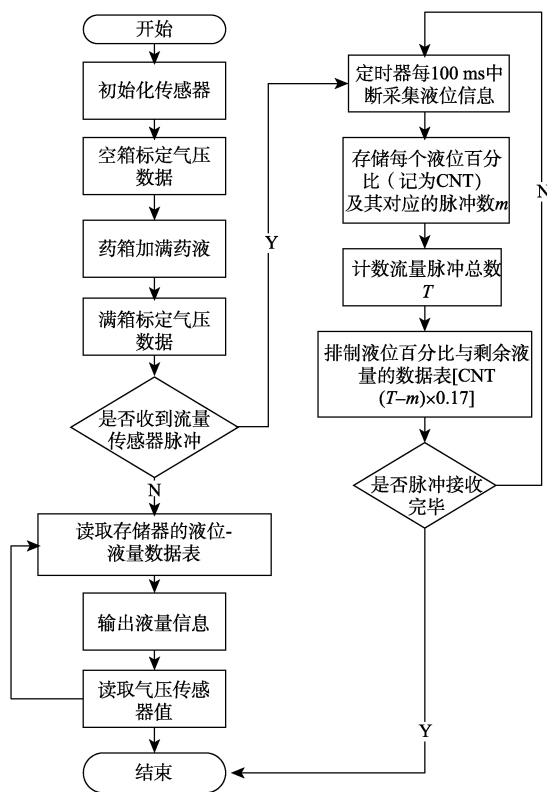 开始
初始化传感器
空箱标定气压
数据
药箱加满药液
满箱标定气压
数据
是否收到流量
传感器脉冲
Y
N
读取存储器的液位-
液量数据表
输出液量信息
读取气压传感
器值
结束
定时器每100 ms中
断采集液位信息
存储每个液位百分
比（记为CNT）
及其对应的脉冲数m
计数流量脉冲总数
T
排制液位百分比与剩余液
量的数据表[CNT
(T–m)×0.17]
是否脉冲接收
完毕
N
Y